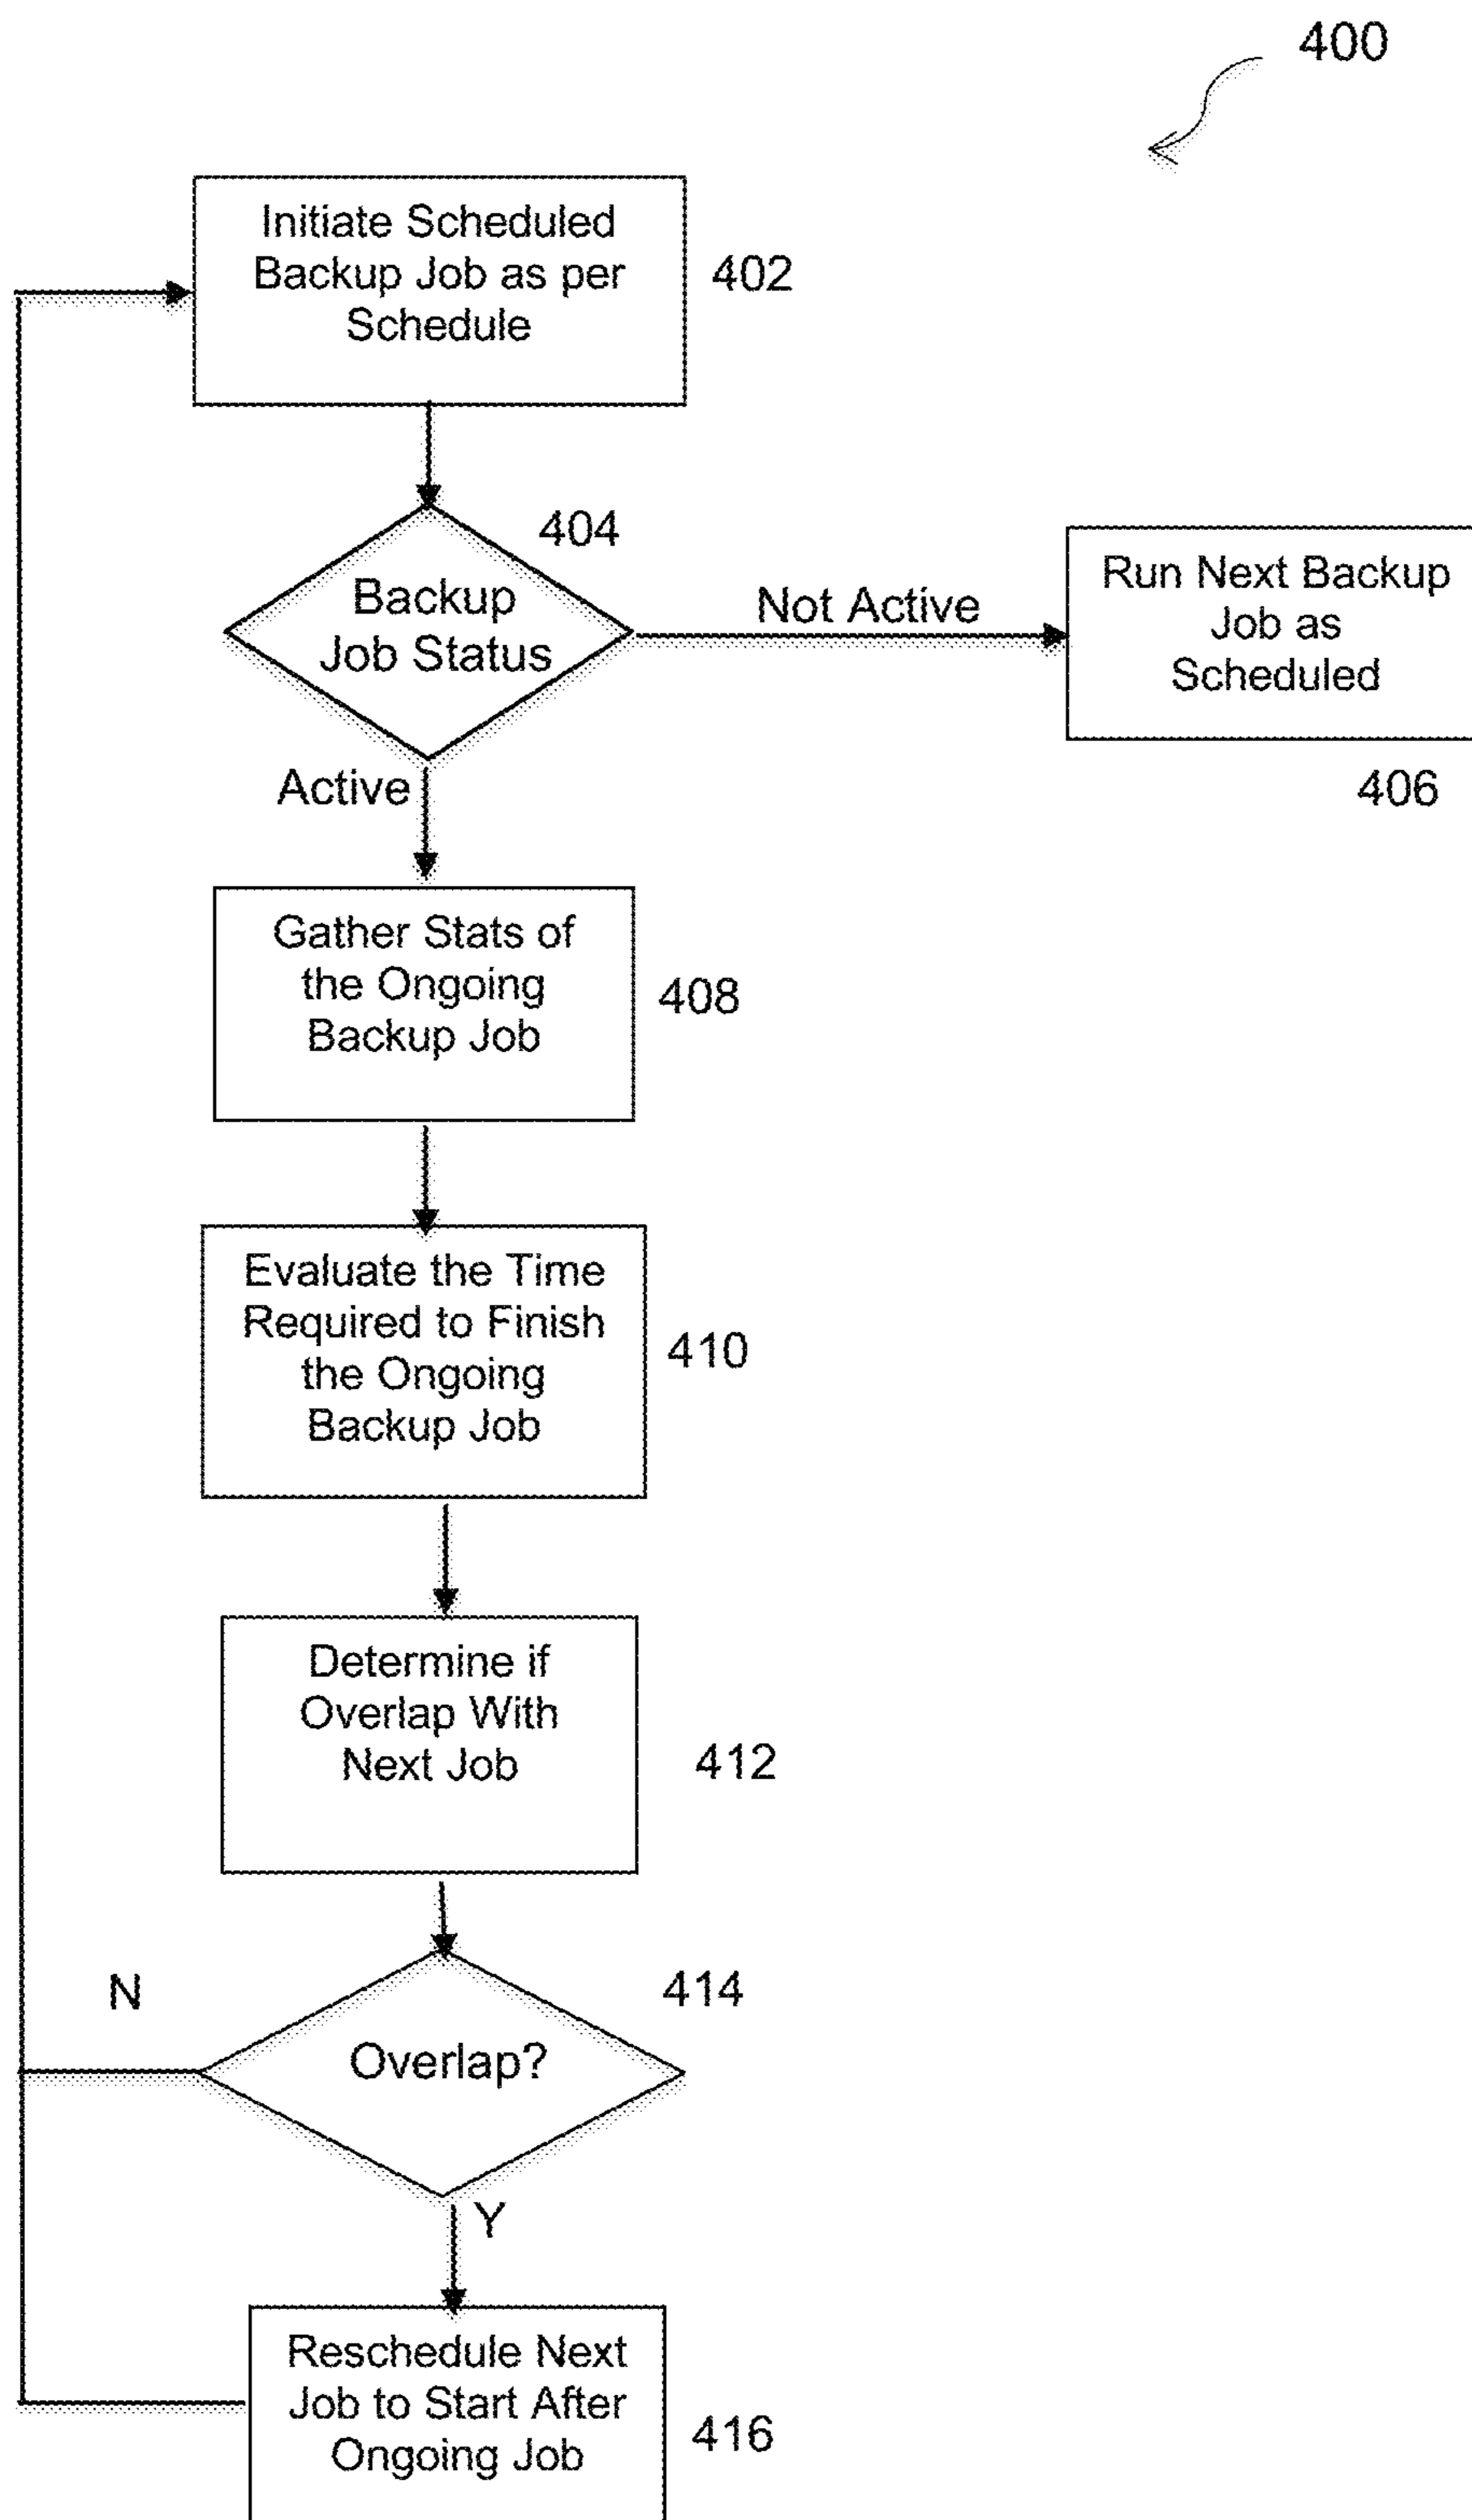 400
Initiate Scheduled
Backup Job as per
Schedule
402
404
Backup
Job Status
Not Active
Run Next Backup
Job as
Scheduled
406
Active
Gather Stats of
the Ongoing
Backup Job
408
Evaluate the Time
Required to Finish
the Ongoing
Backup Job
410
Determine if
Overlap With
Next Job
412
N
414
Overlap?
Y
Reschedule Next
Job to Start After
Ongoing Job
416